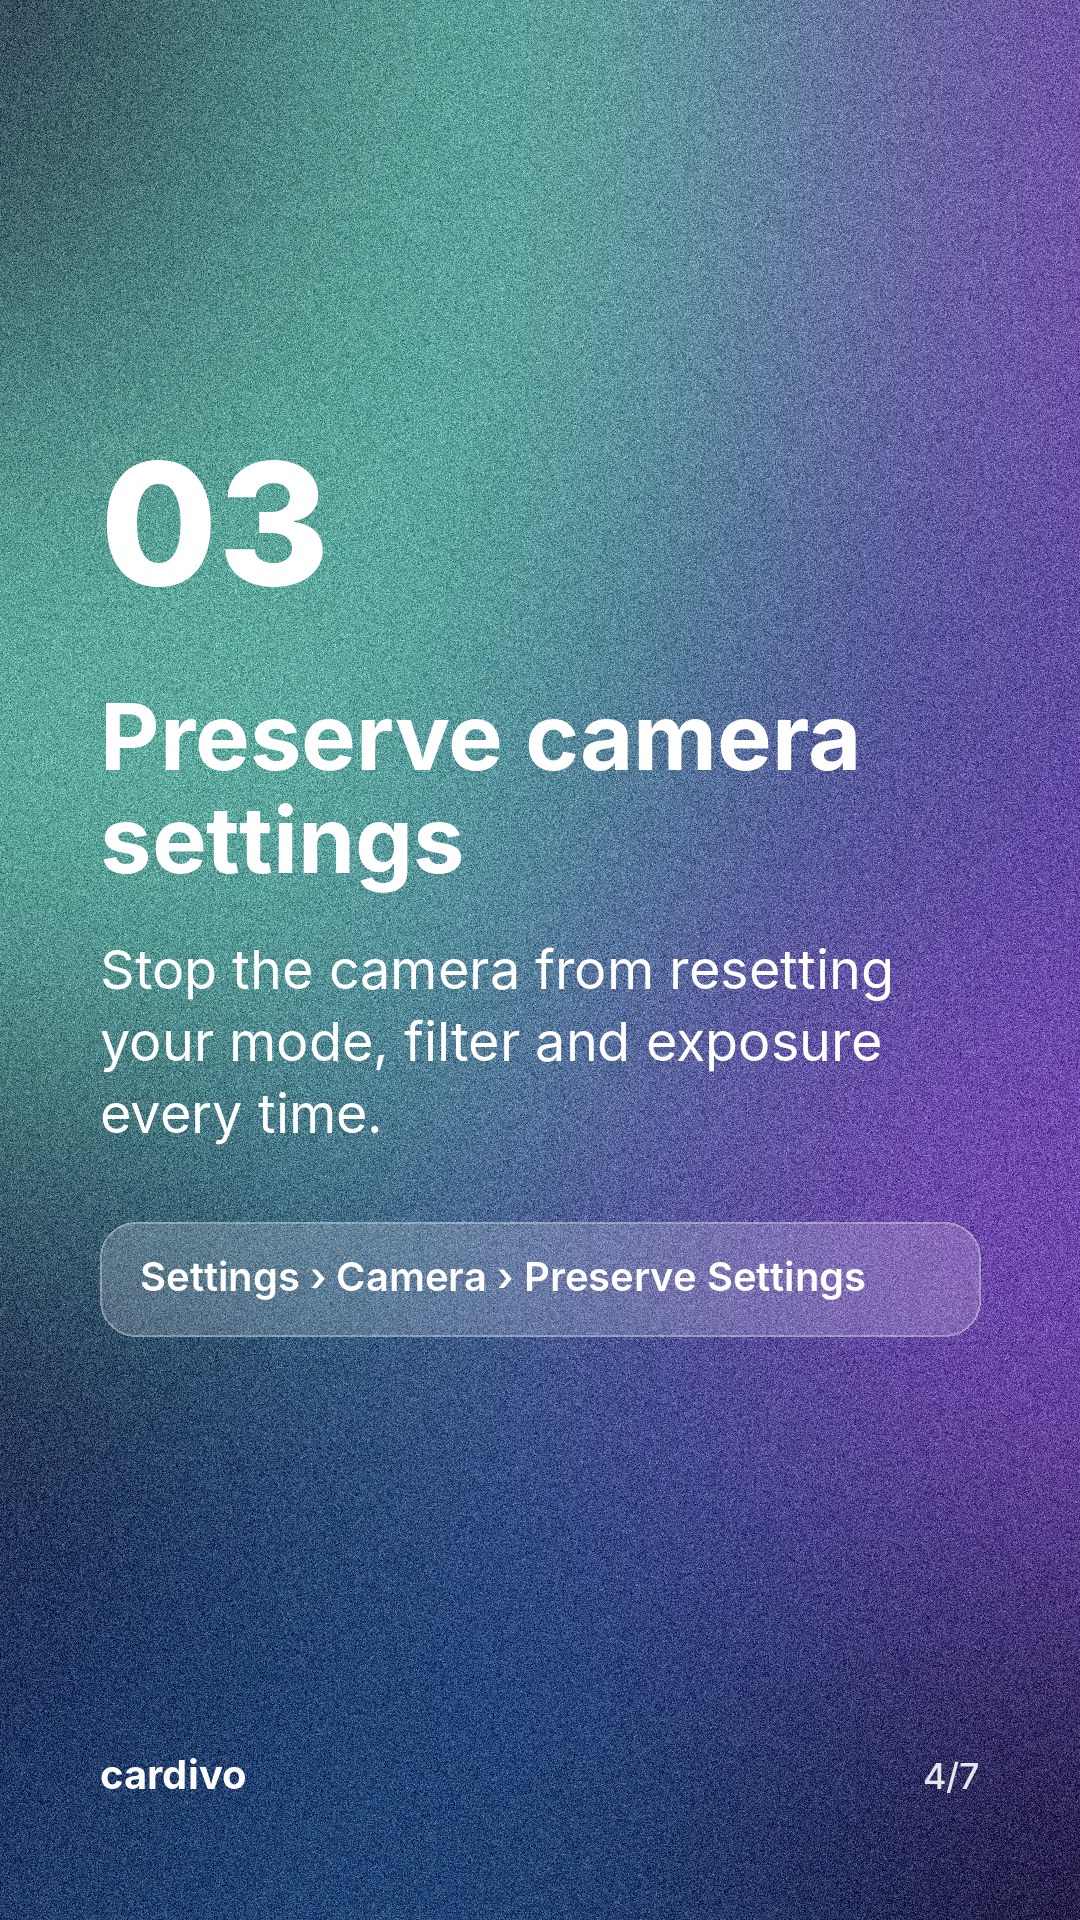 03
Preserve camera
settings
Stop the camera from resetting
your mode, filter and exposure
every time.
Settings › Camera › Preserve Settings
cardivo
4/7